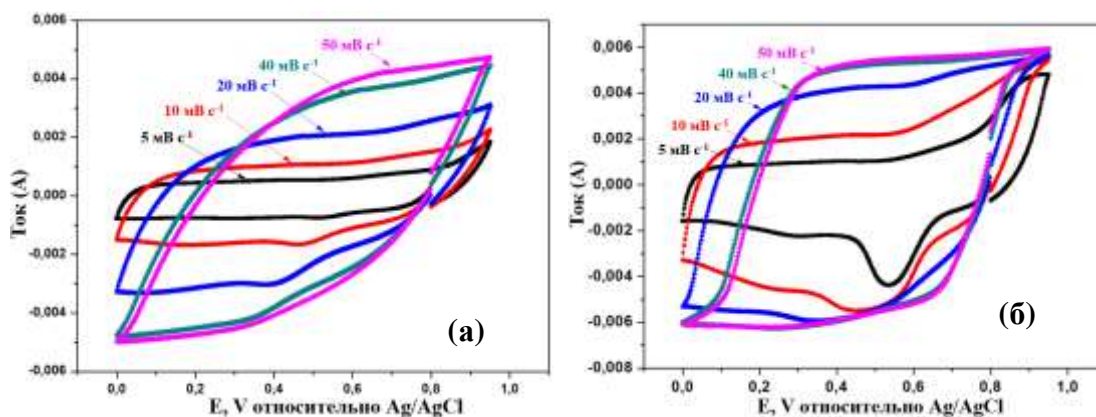 (а)
0,006
0,004
0,002
0,000
-0,002
-0,004
-0,006
Ток (А)
50 мВ с⁻¹
40 мВ с⁻¹
20 мВ с⁻¹
10 мВ с⁻¹
5 мВ с⁻¹
0,0 0,2 0,4 0,6 0,8 1,0
E, V относительно Ag/AgCl
(б)
0,006
0,004
0,002
0,000
-0,002
-0,004
-0,006
-0,008
Ток (А)
50 мВ с⁻¹
40 мВ с⁻¹
20 мВ с⁻¹
10 мВ с⁻¹
5 мВ с⁻¹
0,0 0,2 0,4 0,6 0,8 1,0
E, V относительно Ag/AgCl